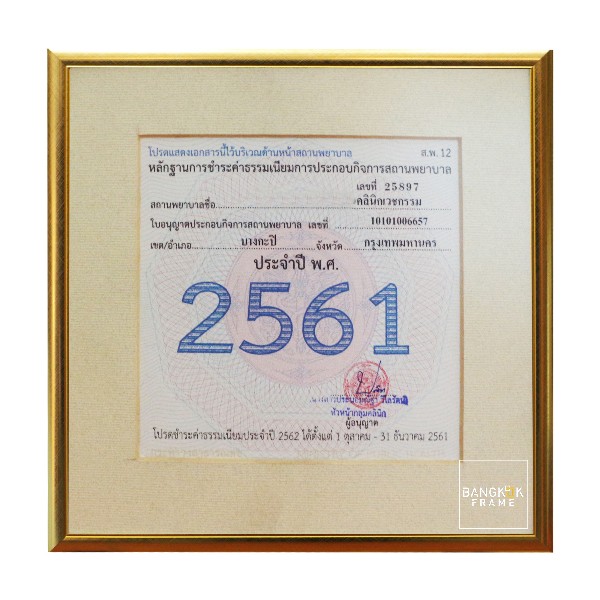 โปรดแสดงเอกสารนี้ไว้บริเวณด้านหน้าสถานพยาบาล ส.พ. 12
หลักฐานการชำระค่าธรรมเนียมการประกอบกิจการสถานพยาบาล
เลขที่ 25897
สถานพยาบาลชื่อ คลินิกเวชกรรม
ใบอนุญาตประกอบกิจการสถานพยาบาล เลขที่ 10101006657
เขต/อำเภอ บางกะปิ จังหวัด กรุงเทพมหานคร
ประจำปี พ.ศ.
2561
หัวหน้ากลุ่มคลินิก
ผู้อนุญาต
โปรดชำระค่าธรรมเนียมประจำปี 2562 ได้ตั้งแต่ 1 ตุลาคม - 31 ธันวาคม 2561
BANGKOK
FRAME